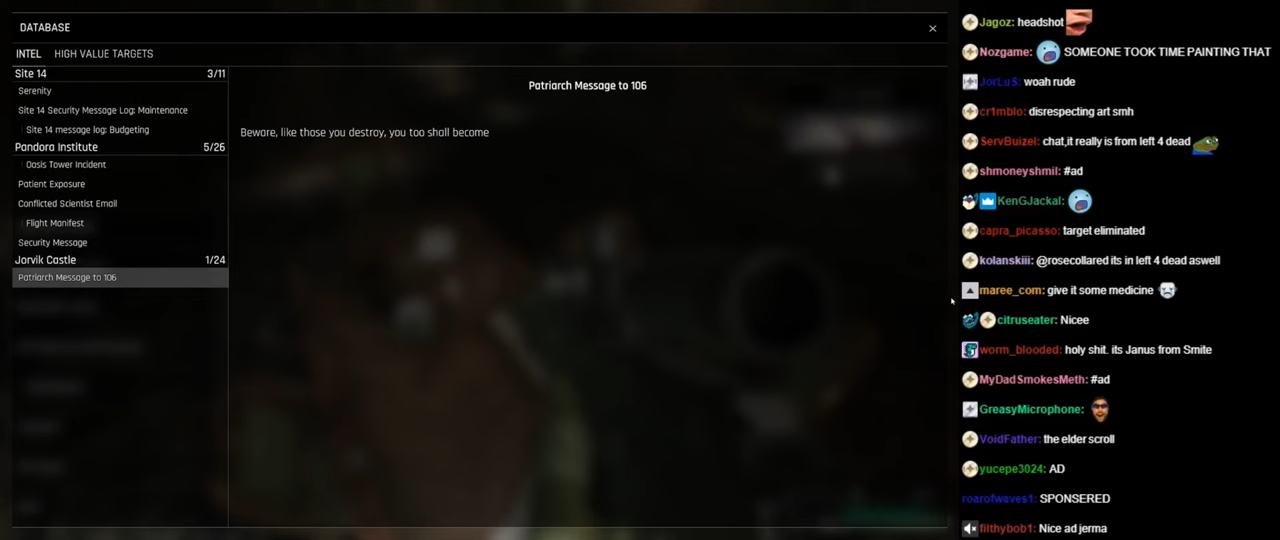 DATABASE
INTEL HIGH VALUE TARGETS
Site 14 3/11
Serenity
Site 14 Security Message Log: Maintenance
Site 14 message log: Budgeting
Pandora Institute 5/26
Oasis Tower Incident
Patient Exposure
Conflicted Scientist Email
Flight Manifest
Security Message
Jorvik Castle 1/24
Patriarch Message to 106
Patriarch Message to 106
Beware, like those you destroy, you too shall become
Jagoz: headshot
Nozgame: SOMEONE TOOK TIME PAINTING THAT
JorLuS: woah rude
cr1mblo: disrespecting art smh
ServBuizel: chat,it really is from left 4 dead
shmoneyshmil: #ad
KenGJackal:
capra_picasso: target eliminated
kolanskiii: @rosecollared its in left 4 dead aswell
maree_com: give it some medicine
citruseater: Nicee
worm_blooded: holy shit. its Janus from Smite
MyDadSmokesMeth: #ad
GreasyMicrophone:
VoidFather: the elder scroll
yucepe3024: AD
roarofwaves1: SPONSERED
filthybob1: Nice ad jerma